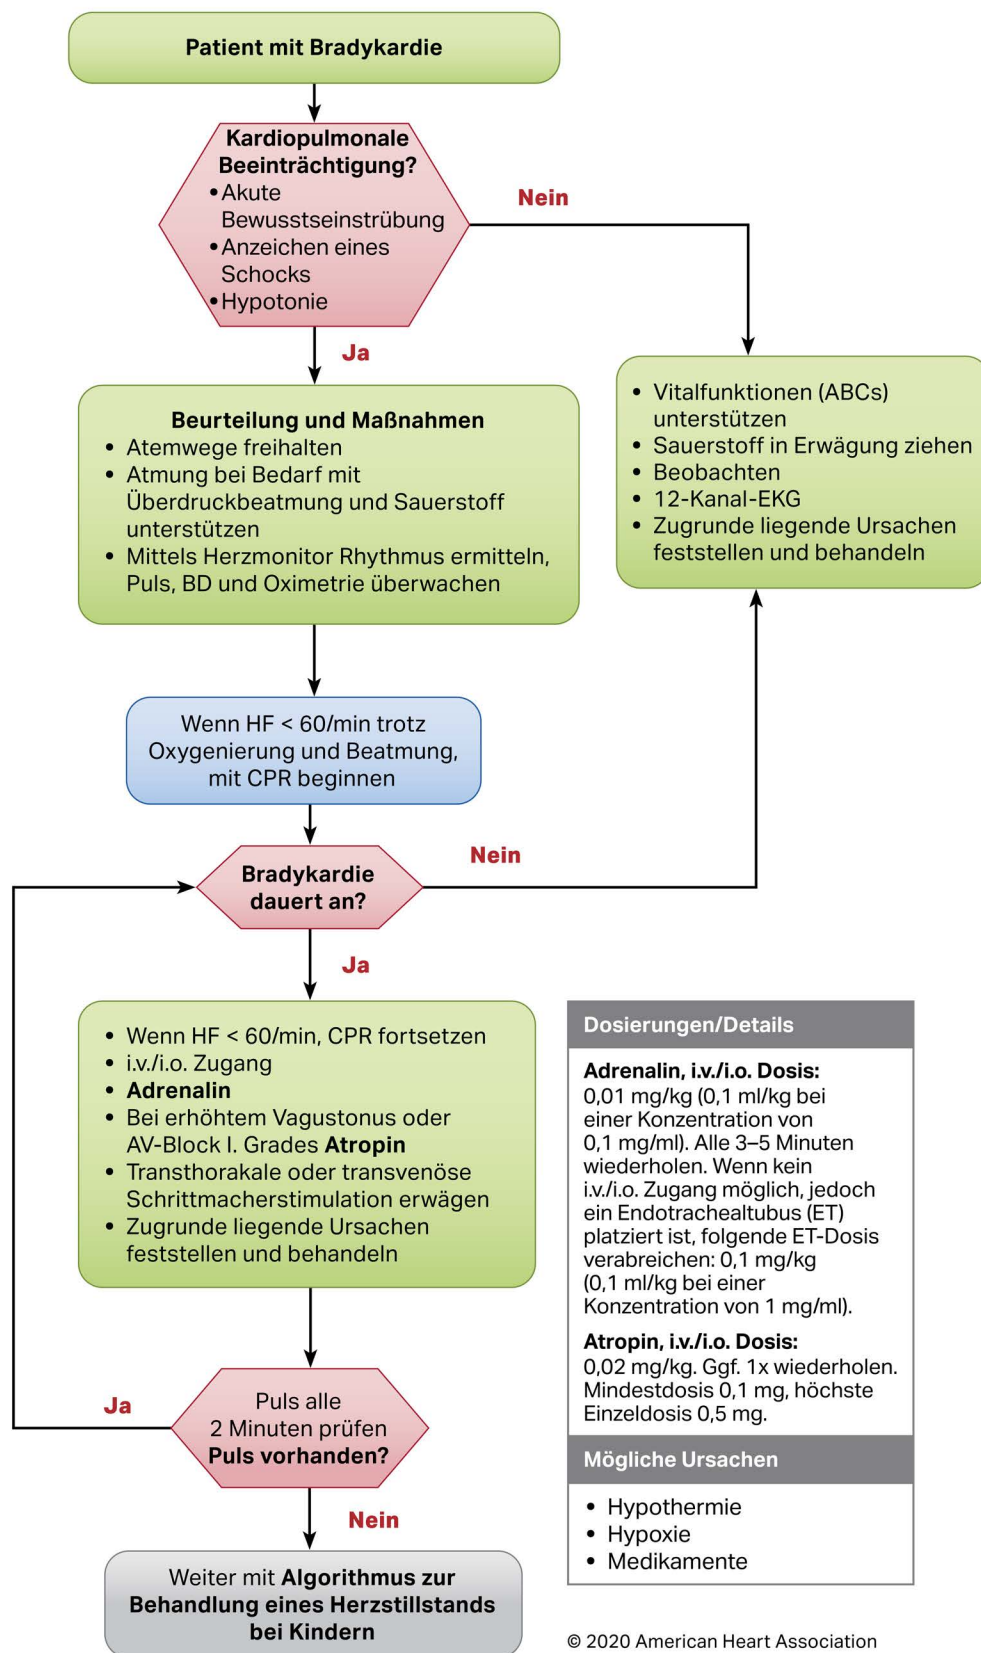 Patient mit Bradykardie
Kardiopulmonale
Beeinträchtigung?
• Akute
Bewusstseinstrübung
• Anzeichen eines
Schocks
• Hypotonie
Nein
Ja
Beurteilung und Maßnahmen
• Atemwege freihalten
• Atmung bei Bedarf mit
Überdruckbeatmung und Sauerstoff
unterstützen
• Mittels Herzmonitor Rhythmus ermitteln,
Puls, BD und Oximetrie überwachen
• Vitalfunktionen (ABCs)
unterstützen
• Sauerstoff in Erwägung ziehen
• Beobachten
• 12-Kanal-EKG
• Zugrunde liegende Ursachen
feststellen und behandeln
Wenn HF < 60/min trotz
Oxygenierung und Beatmung,
mit CPR beginnen
Bradykardie
dauert an?
Nein
Ja
• Wenn HF < 60/min, CPR fortsetzen
• i.v./i.o. Zugang
• Adrenalin
• Bei erhöhtem Vagustonus oder
AV-Block I. Grades Atropin
• Transthorakale oder transvenöse
Schrittmacherstimulation erwägen
• Zugrunde liegende Ursachen
feststellen und behandeln
Puls alle
2 Minuten prüfen
Puls vorhanden?
Ja
Nein
Weiter mit Algorithmus zur
Behandlung eines Herzstillstands
bei Kindern
Dosierungen/Details
Adrenalin, i.v./i.o. Dosis:
0,01 mg/kg (0,1 ml/kg bei
einer Konzentration von
0,1 mg/ml). Alle 3–5 Minuten
wiederholen. Wenn kein
i.v./i.o. Zugang möglich, jedoch
ein Endotrachealtubus (ET)
platziert ist, folgende ET-Dosis
verabreichen: 0,1 mg/kg
(0,1 ml/kg bei einer
Konzentration von 1 mg/ml).
Atropin, i.v./i.o. Dosis:
0,02 mg/kg. Ggf. 1x wiederholen.
Mindestdosis 0,1 mg, höchste
Einzeldosis 0,5 mg.
Mögliche Ursachen
• Hypothermie
• Hypoxie
• Medikamente
© 2020 American Heart Association